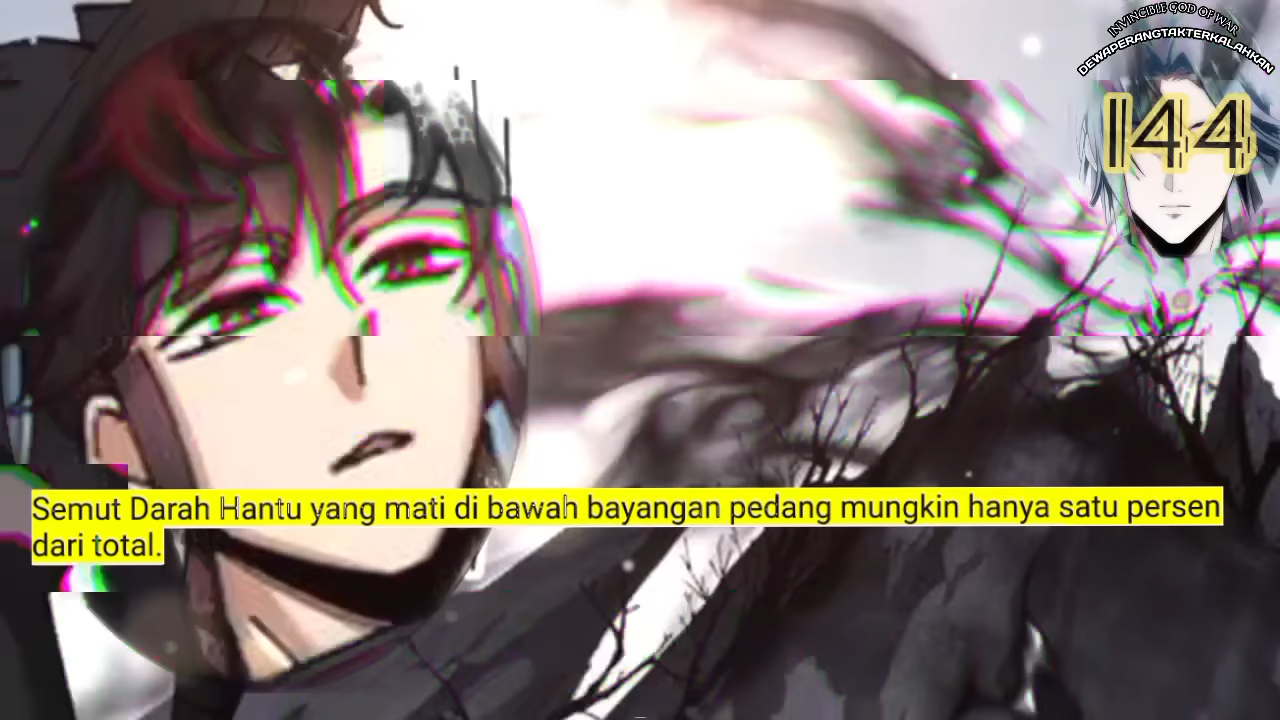 INVINCIBLE GOD OF WAR
DEWAPERANGTAKTERKALAHKAN
144
Semut Darah Hantu yang mati di bawah bayangan pedang mungkin hanya satu persen
dari total.